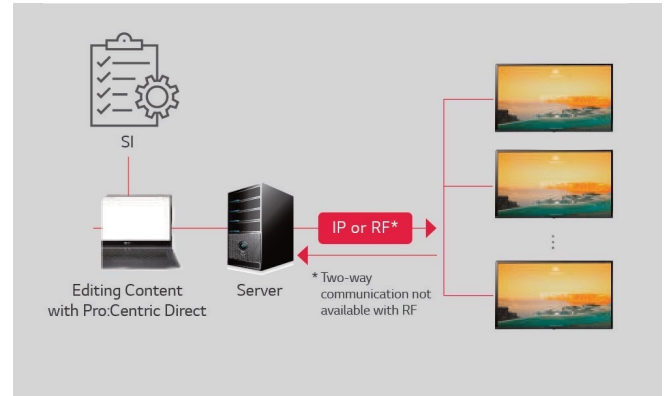 SI
IP or RF*
Editing Content
with Pro:Centric Direct
Server
* Two-way
communication not
available with RF